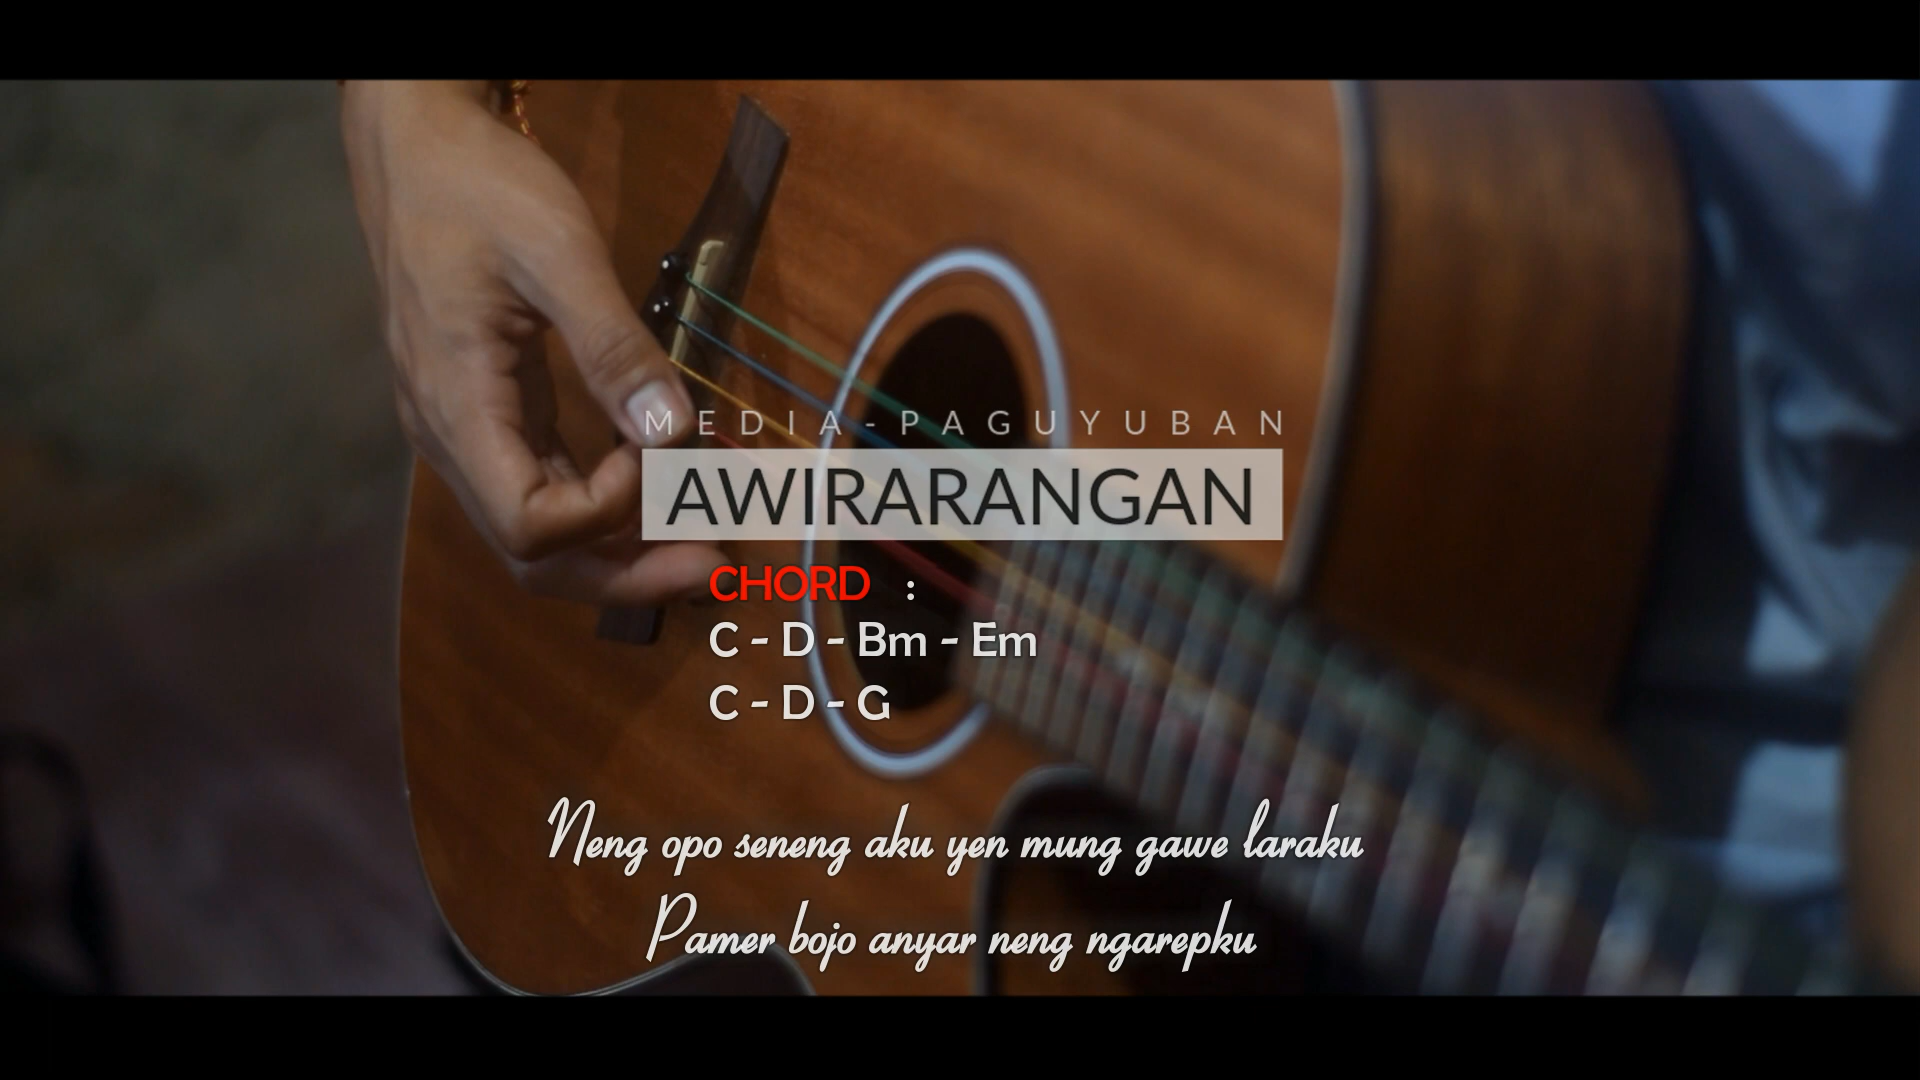 MEDIA-PAGUYUBAN
AWIRARANGAN
CHORD :
C - D - Bm - Em
C - D - G
Neng opo seneng aku yen mung gawe laraku
Pamer bojo anyar neng ngarepku